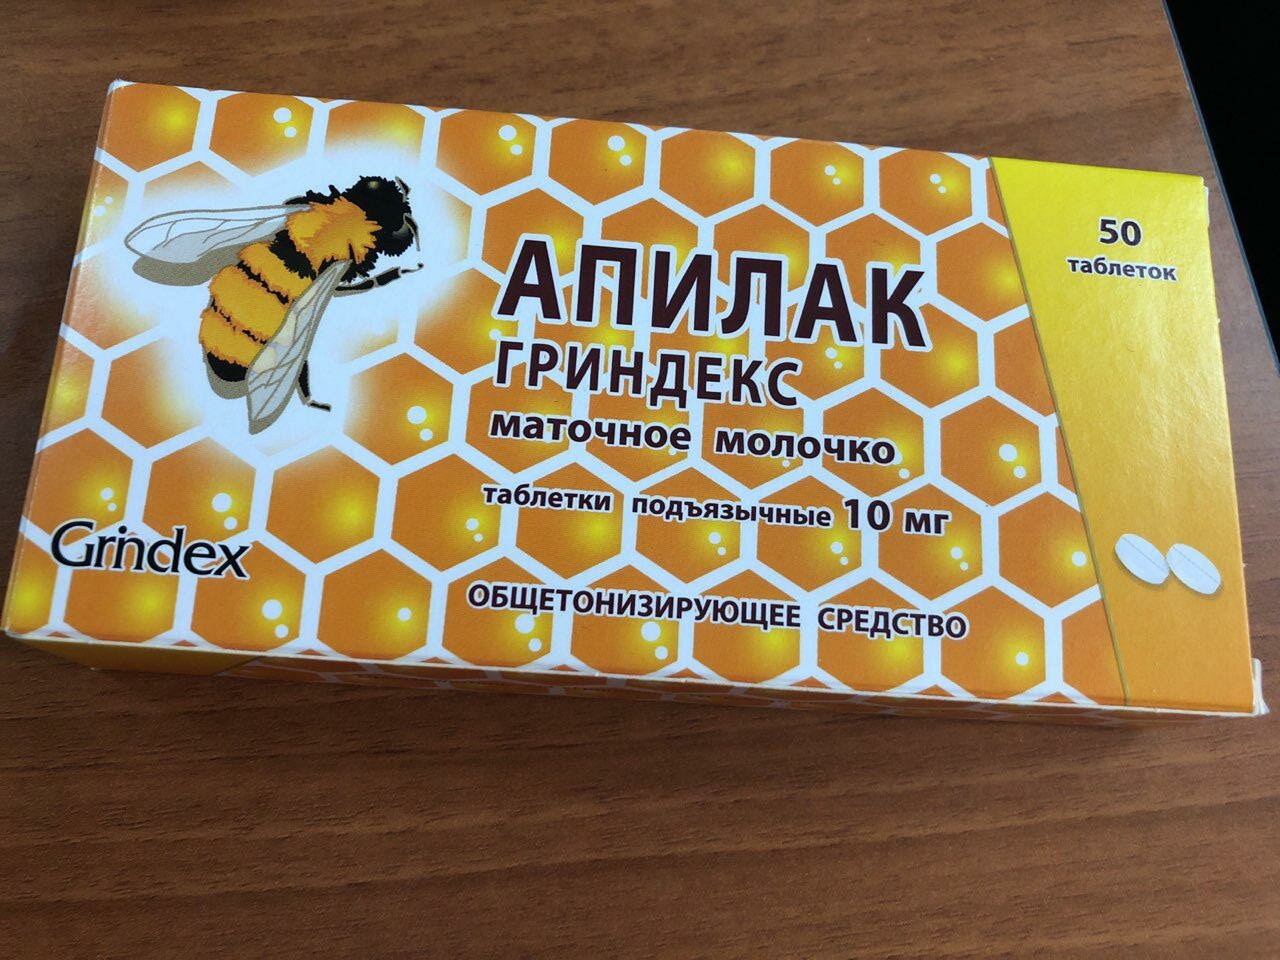 50
таблеток
АПИЛАК
ГРИНДЕКС
маточное молочко
таблетки подъязычные 10 мг
Grindex
ОБЩЕТОНИЗИРУЮЩЕЕ СРЕДСТВО